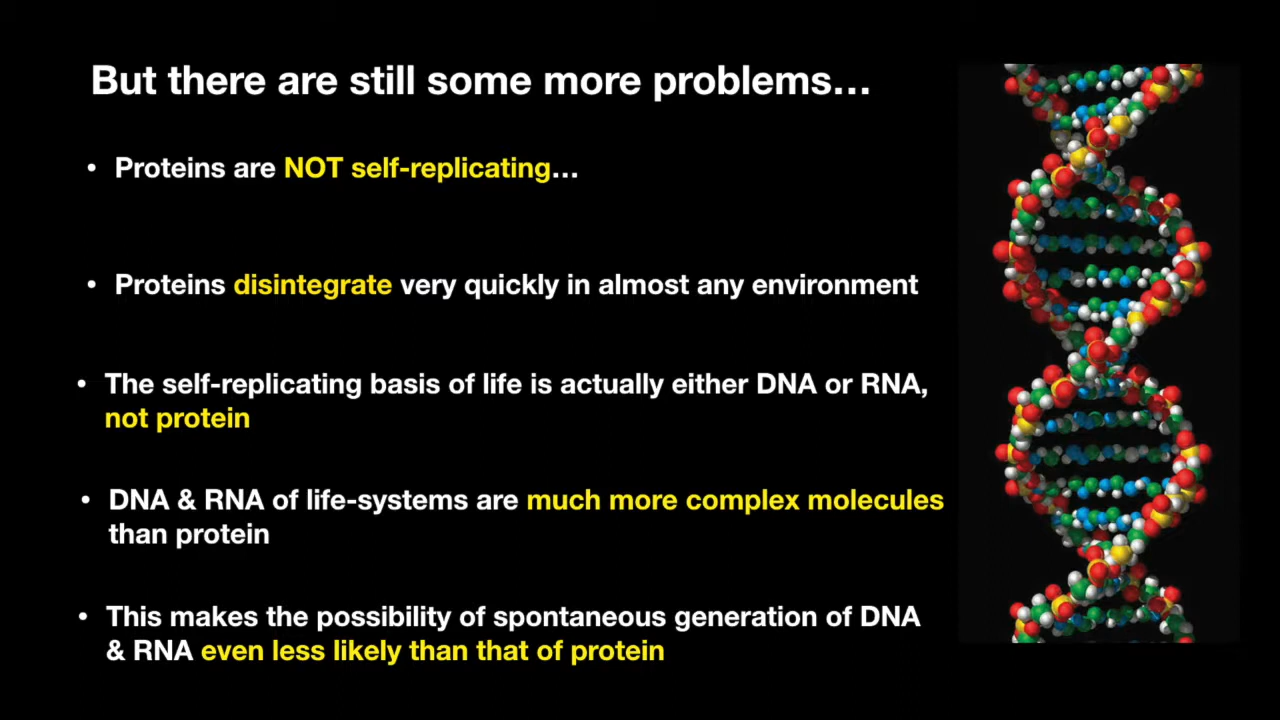 But there are still some more problems...
• Proteins are NOT self-replicating...
• Proteins disintegrate very quickly in almost any environment
• The self-replicating basis of life is actually either DNA or RNA,
not protein
• DNA & RNA of life-systems are much more complex molecules
than protein
• This makes the possibility of spontaneous generation of DNA
& RNA even less likely than that of protein